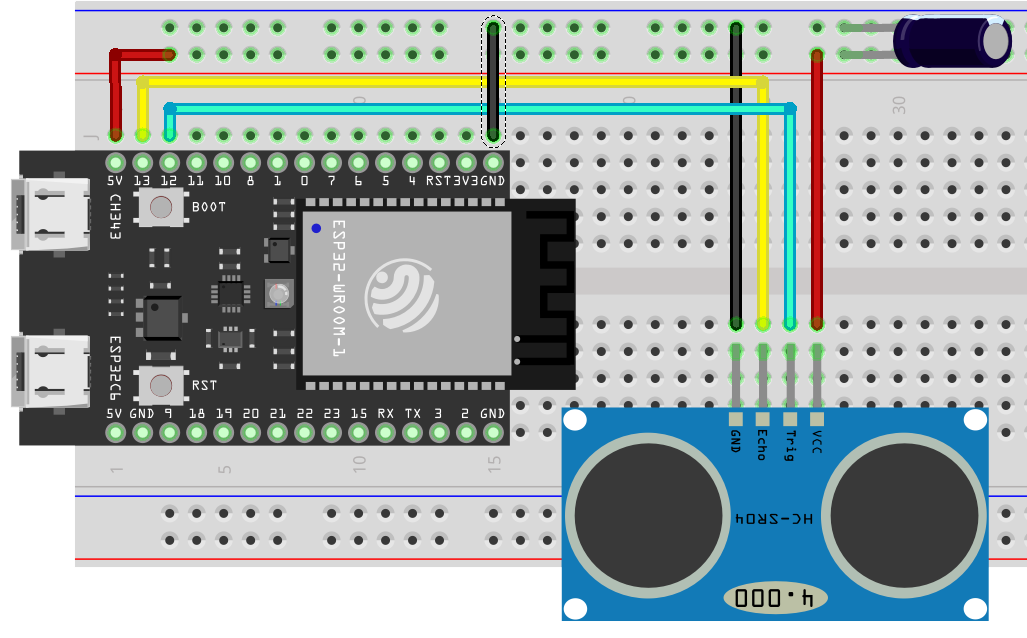 30
J
5V 13 12 11 10 8 1 0 7 6 5 4 RST 3V3 GND
CH343
BOOT
ESP32-WROOM-1
ESP32C6
RST
5V GND 9 18 19 20 21 22 23 15 RX TX 3 2 GND
1 5 10 15
GND Echo Trig VCC
HC-SR04
4.000